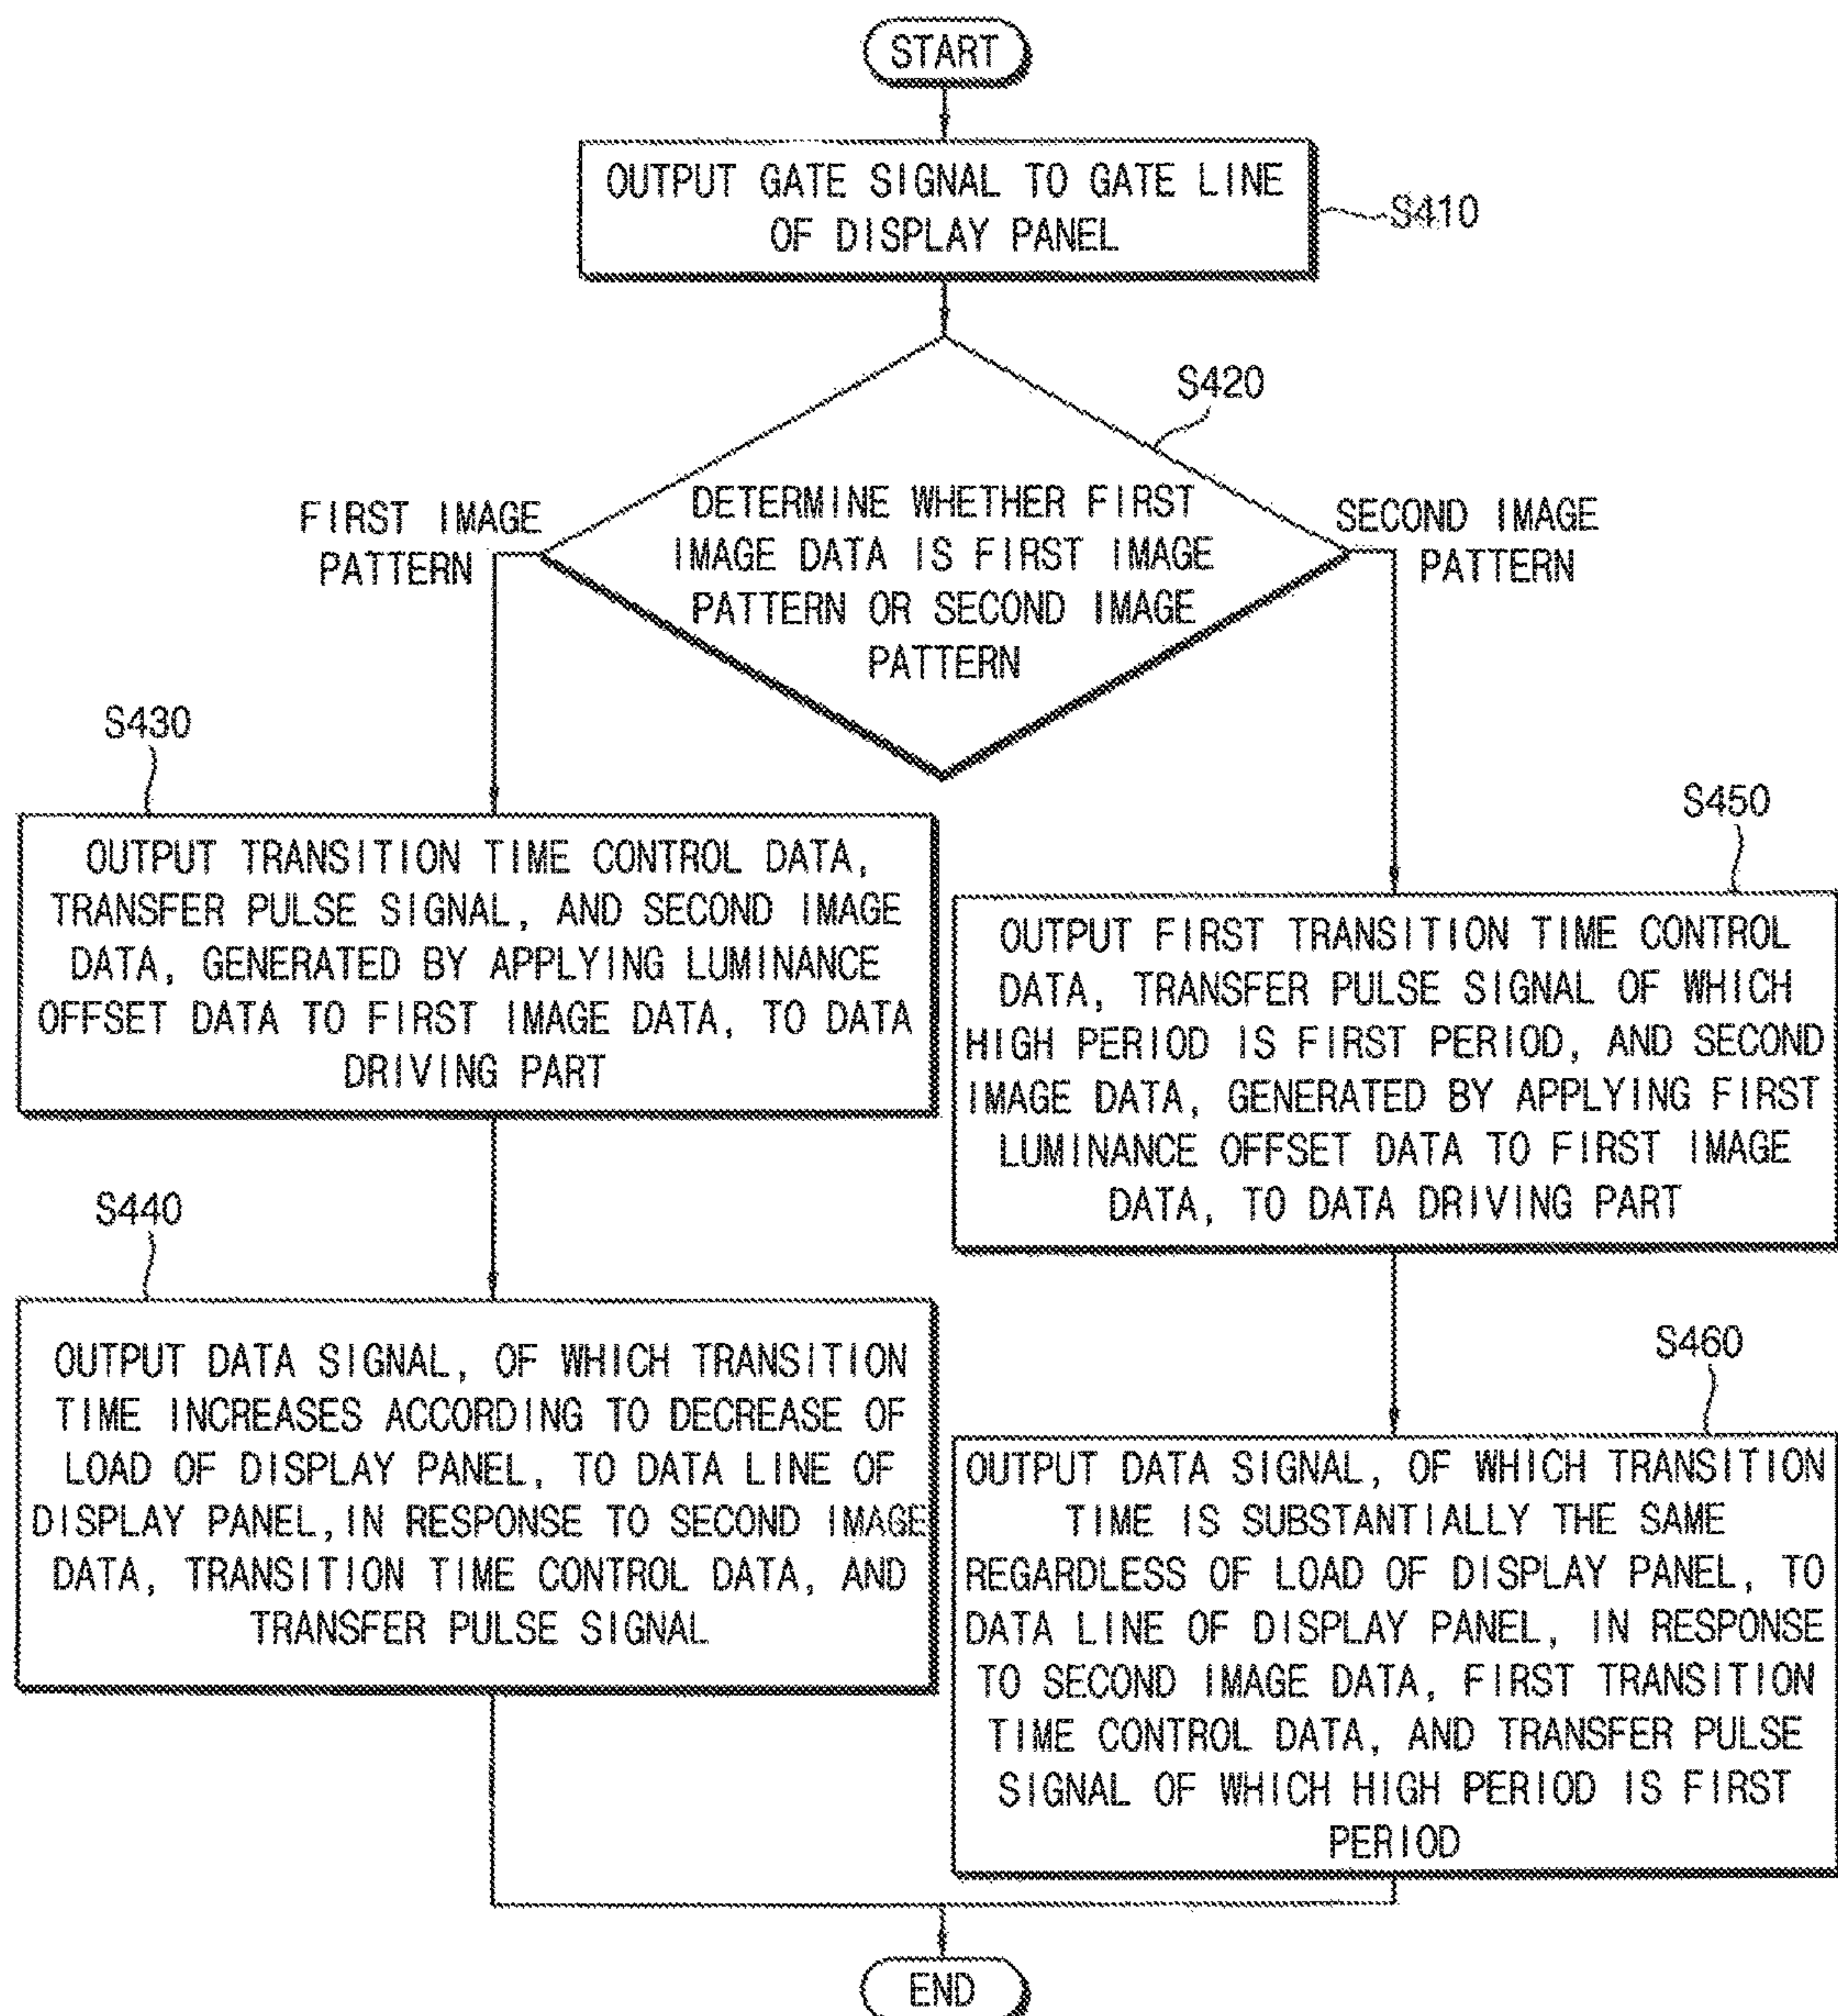 START
OUTPUT GATE SIGNAL TO GATE LINE
OF DISPLAY PANEL
S410
S420
DETERMINE WHETHER FIRST
IMAGE DATA IS FIRST IMAGE
PATTERN OR SECOND IMAGE
PATTERN
FIRST IMAGE
PATTERN
SECOND IMAGE
PATTERN
S430
OUTPUT TRANSITION TIME CONTROL DATA,
TRANSFER PULSE SIGNAL, AND SECOND IMAGE
DATA, GENERATED BY APPLYING LUMINANCE
OFFSET DATA TO FIRST IMAGE DATA, TO DATA
DRIVING PART
S440
OUTPUT DATA SIGNAL, OF WHICH TRANSITION
TIME INCREASES ACCORDING TO DECREASE OF
LOAD OF DISPLAY PANEL, TO DATA LINE OF
DISPLAY PANEL, IN RESPONSE TO SECOND IMAGE
DATA, TRANSITION TIME CONTROL DATA, AND
TRANSFER PULSE SIGNAL
S450
OUTPUT FIRST TRANSITION TIME CONTROL
DATA, TRANSFER PULSE SIGNAL OF WHICH
HIGH PERIOD IS FIRST PERIOD, AND SECOND
IMAGE DATA, GENERATED BY APPLYING FIRST
LUMINANCE OFFSET DATA TO FIRST IMAGE
DATA, TO DATA DRIVING PART
S460
OUTPUT DATA SIGNAL, OF WHICH TRANSITION
TIME IS SUBSTANTIALLY THE SAME
REGARDLESS OF LOAD OF DISPLAY PANEL, TO
DATA LINE OF DISPLAY PANEL, IN RESPONSE
TO SECOND IMAGE DATA, FIRST TRANSITION
TIME CONTROL DATA, AND TRANSFER PULSE
SIGNAL OF WHICH HIGH PERIOD IS FIRST
PERIOD
END